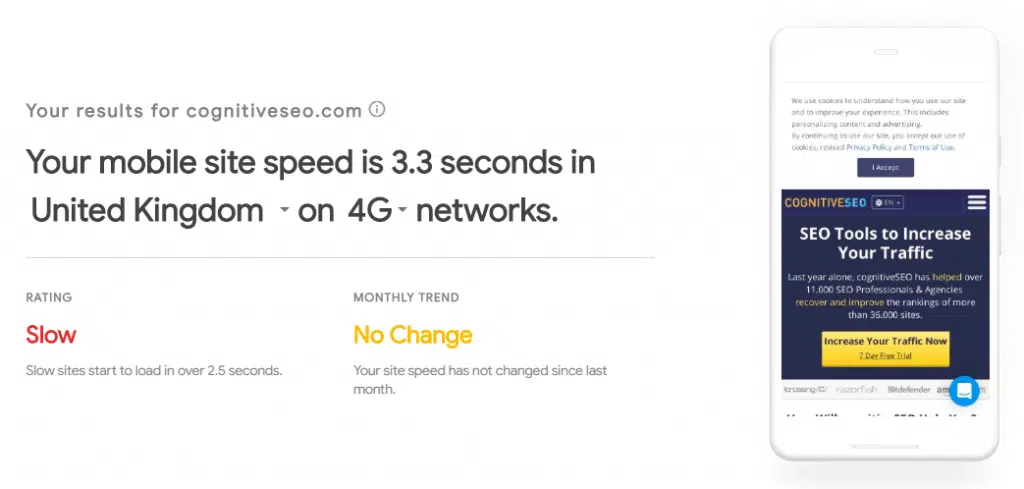 Your results for cognitiveseo.com
Your mobile site speed is 3.3 seconds in
United Kingdom on 4G networks.
RATING
Slow
Slow sites start to load in over 2.5 seconds.
MONTHLY TREND
No Change
Your site speed has not changed since last
month.
We use cookies to understand how you use our site
and to improve your experience. This includes
personalizing content and advertising.
By continuing to use our site, you accept our use of
cookies, revised Privacy Policy and Terms of Use.
I Accept
COGNITIVESEO EN
SEO Tools to Increase
Your Traffic
Last year alone, cognitiveSEO has helped over
11.000 SEO Professionals & Agencies
recover and improve the rankings of more
than 36.000 sites.
Increase Your Traffic Now
7 Day Free Trial
razorfish Bitdefender